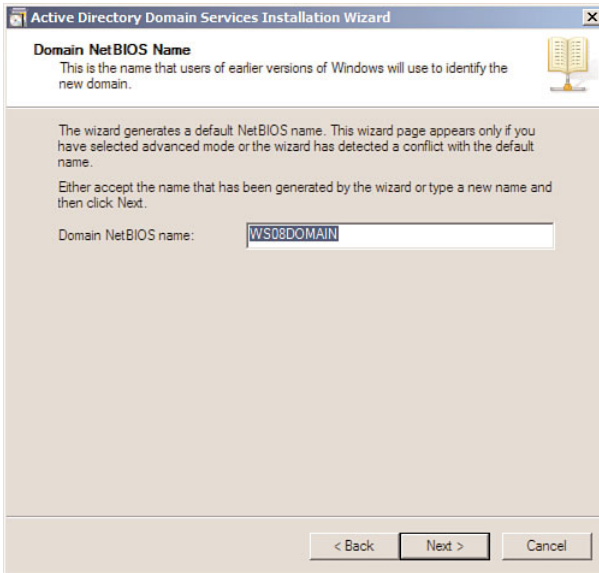 Active Directory Domain Services Installation Wizard
Domain NetBIOS Name
This is the name that users of earlier versions of Windows will use to identify the
new domain.
The wizard generates a default NetBIOS name. This wizard page appears only if you
have selected advanced mode or the wizard has detected a conflict with the default
name.
Either accept the name that has been generated by the wizard or type a new name and
then click Next.
Domain NetBIOS name: WS08DOMAIN
< Back Next > Cancel